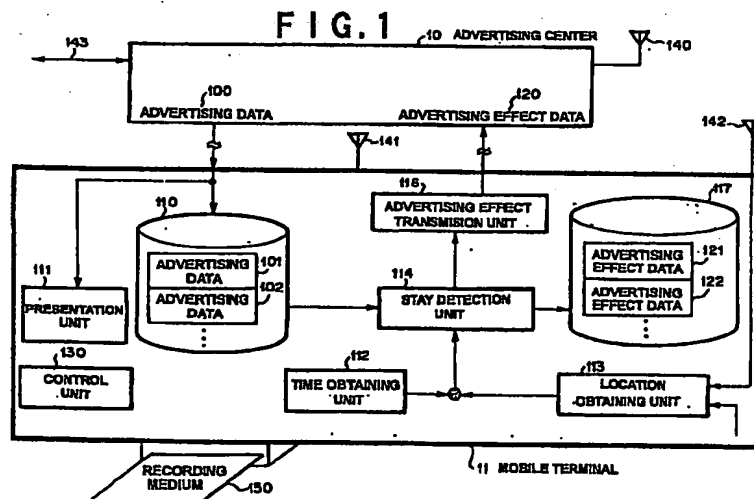 FIG.1
10 ADVERTISING CENTER
140
143
100
ADVERTISING DATA
120
ADVERTISING EFFECT DATA
141
142
110
116
ADVERTISING EFFECT
TRANSMISION UNIT
117
111
PRESENTATION
UNIT
ADVERTISING
DATA
101
ADVERTISING
DATA
102
114
STAY DETECTION
UNIT
ADVERTISING
EFFECT DATA
121
ADVERTISING
EFFECT DATA
122
130
CONTROL
UNIT
112
TIME OBTAINING
UNIT
113
LOCATION
OBTAINING UNIT
11 MOBILE TERMINAL
RECORDING
MEDIUM
150